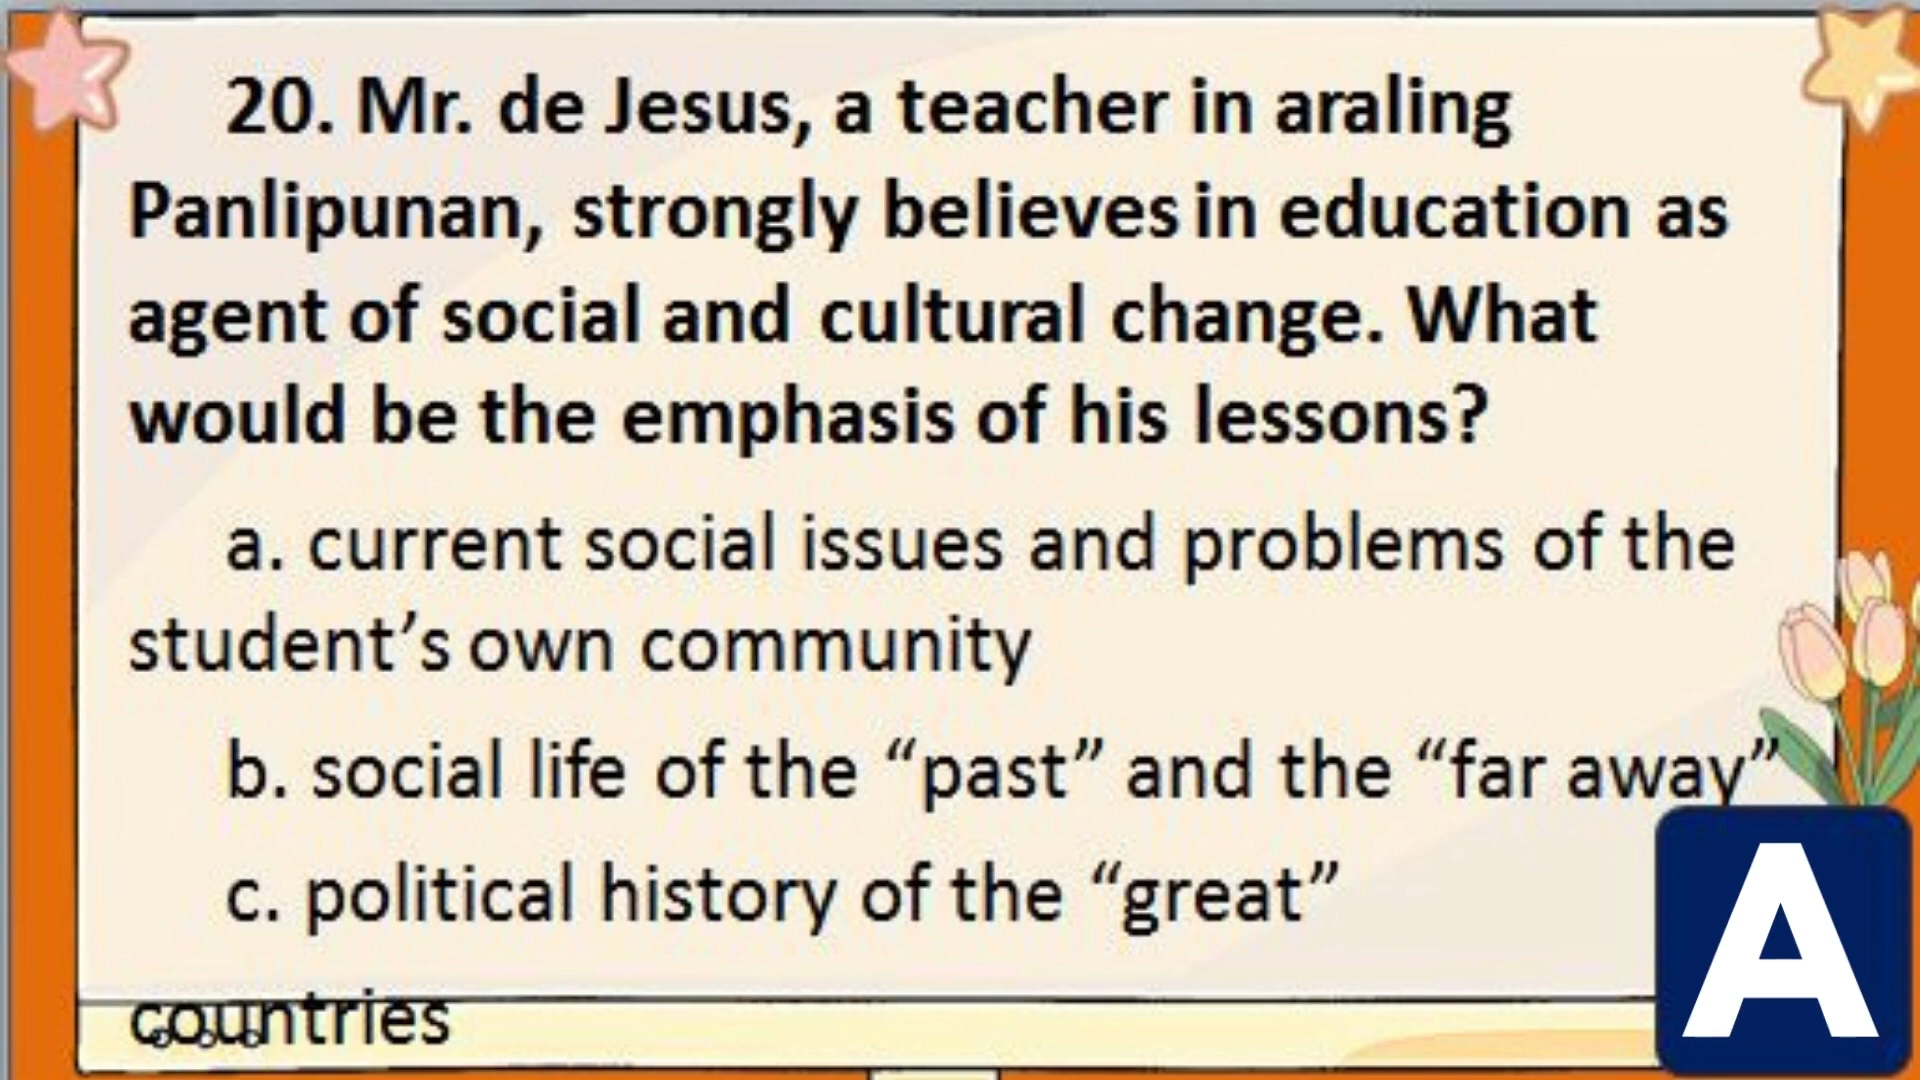 20. Mr. de Jesus, a teacher in araling
Panlipunan, strongly believes in education as
agent of social and cultural change. What
would be the emphasis of his lessons?
a. current social issues and problems of the
student’s own community
b. social life of the “past” and the “far away”
c. political history of the “great”
countries
A